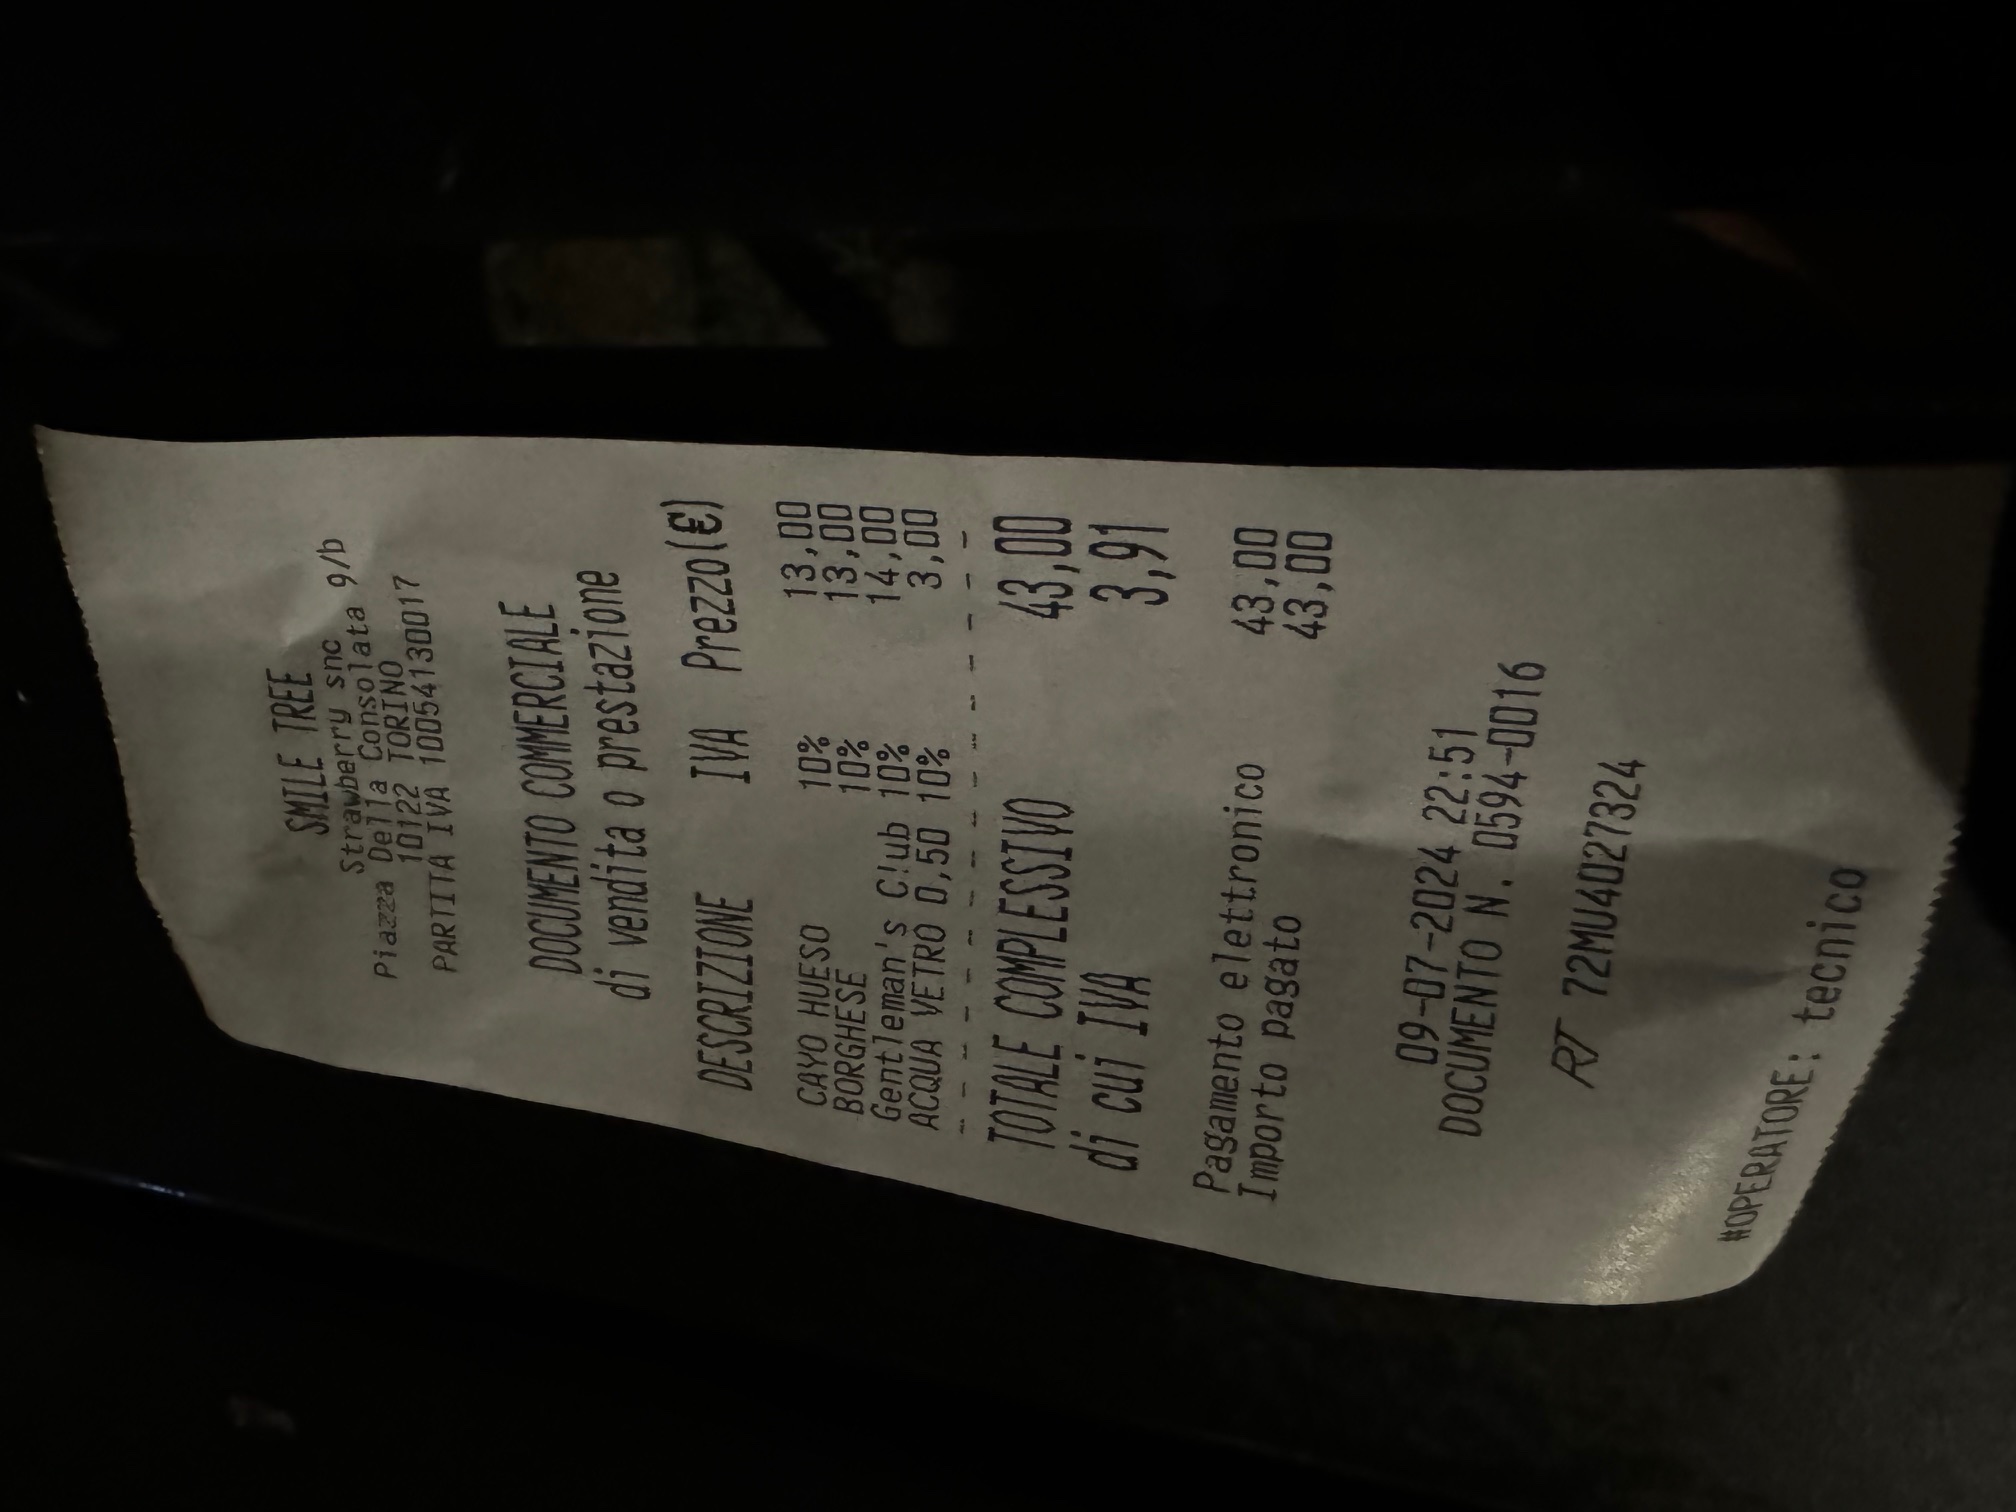 SMILE TREE
Strawberry snc
Piazza Della Consolata 9/b
10122 TORINO
PARTITA IVA 10054130017
DOCUMENTO COMMERCIALE
di vendita o prestazione
DESCRIZIONE IVA Prezzo(€)
CAYO HUESO 10% 13,00
BORGHESE 10% 13,00
Gentleman's Club 10% 14,00
ACQUA VETRO 0,50 10% 3,00
TOTALE COMPLESSIVO 43,00
di cui IVA 3,91
Pagamento elettronico 43,00
Importo pagato 43,00
09-07-2024 22:51
DOCUMENTO N. 0594-0016
RT 72MU4027324
#OPERATORE: tecnico